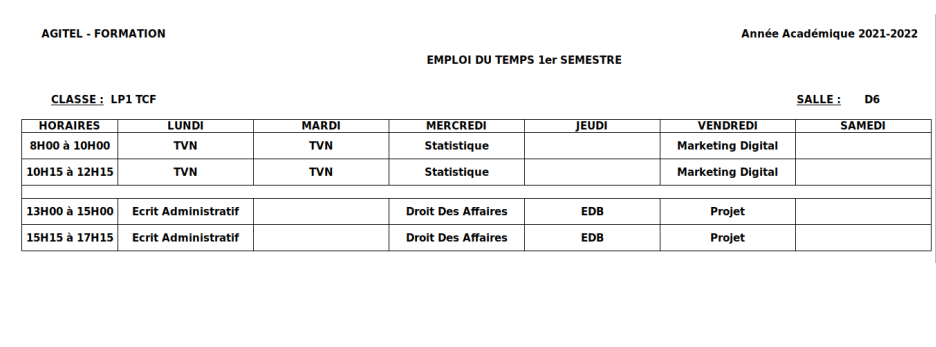 AGITEL - FORMATION Année Académique 2021-2022
EMPLOI DU TEMPS 1er SEMESTRE
CLASSE : LP1 TCF SALLE : D6
HORAIRES LUNDI MARDI MERCREDI JEUDI VENDREDI SAMEDI
8H00 à 10H00 TVN TVN Statistique Marketing Digital
10H15 à 12H15 TVN TVN Statistique Marketing Digital
13H00 à 15H00 Ecrit Administratif Droit Des Affaires EDB Projet
15H15 à 17H15 Ecrit Administratif Droit Des Affaires EDB Projet